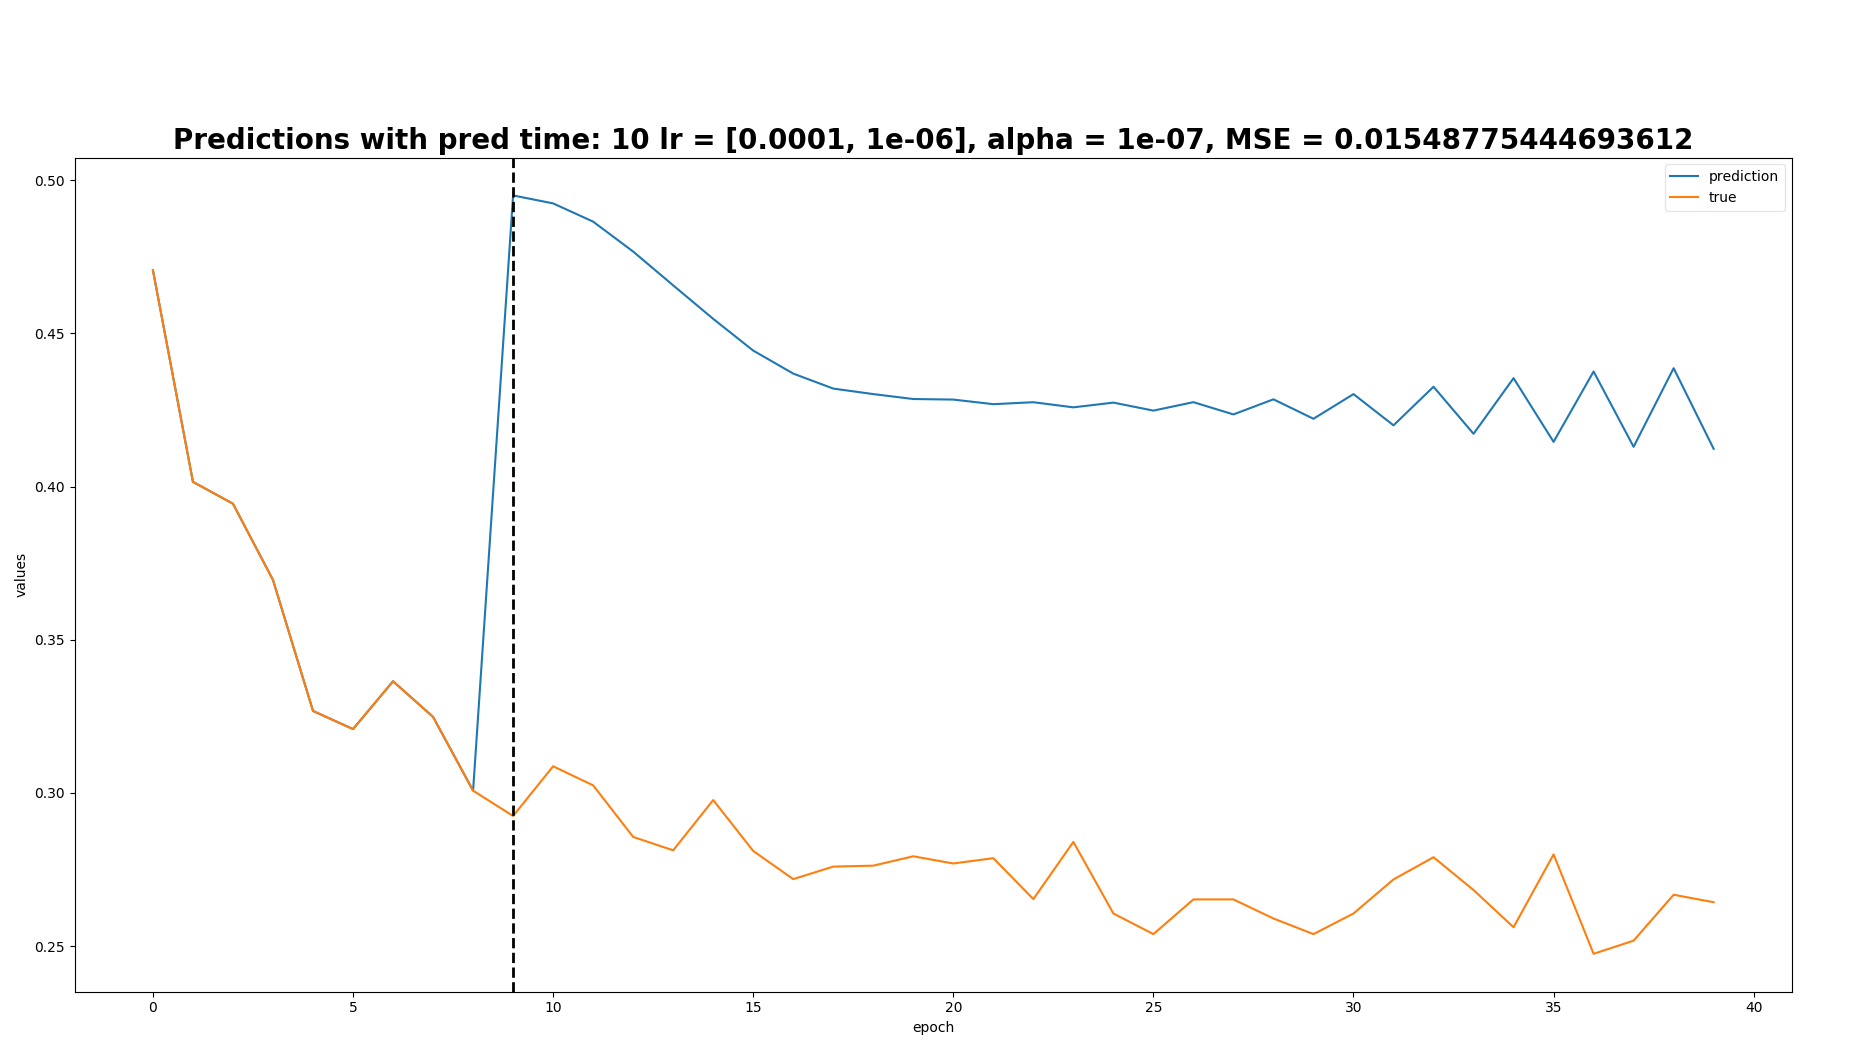 Predictions with pred time: 10 lr = [0.0001, 1e-06], alpha = 1e-07, MSE = 0.01548775444693612
prediction
true
0.50
0.45
0.40
0.35
0.30
0.25
values
0 5 10 15 20 25 30 35 40
epoch